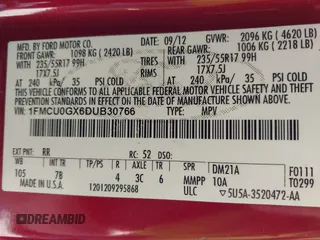 MFD. BY FORD MOTOR CO.
09/12 GVWR: 2096 KG ( 4620 LB)
FRONT GAWR: 1098 KG ( 2420 LB) REAR GAWR: 1006 KG ( 2218 LB)
235/55R17 99H 235/55R17 99H
17X7.5J 17X7.5J
AT 240 kPa/ 35 PSI COLD AT 240 kPa/ 35 PSI COLD
THIS VEHICLE CONFORMS TO ALL APPLICABLE FEDERAL MOTOR
VEHICLE SAFETY, BUMPER, AND THEFT PREVENTION
STANDARDS IN EFFECT ON THE DATE OF MANUFACTURE SHOWN ABOVE.
VIN: 1FMCU0GX6DUB30766
TYPE: MPV
EXT PNT: RR RC: 52 DSO:
WB INT TR TP/PS R AXLE TR SPR DM21A F0111
105 7B 4 3C 6 AA MMPP 10A T0299
MADE IN U.S.A. 1201209295868 5U5A-3520472-AA
DREAMBID